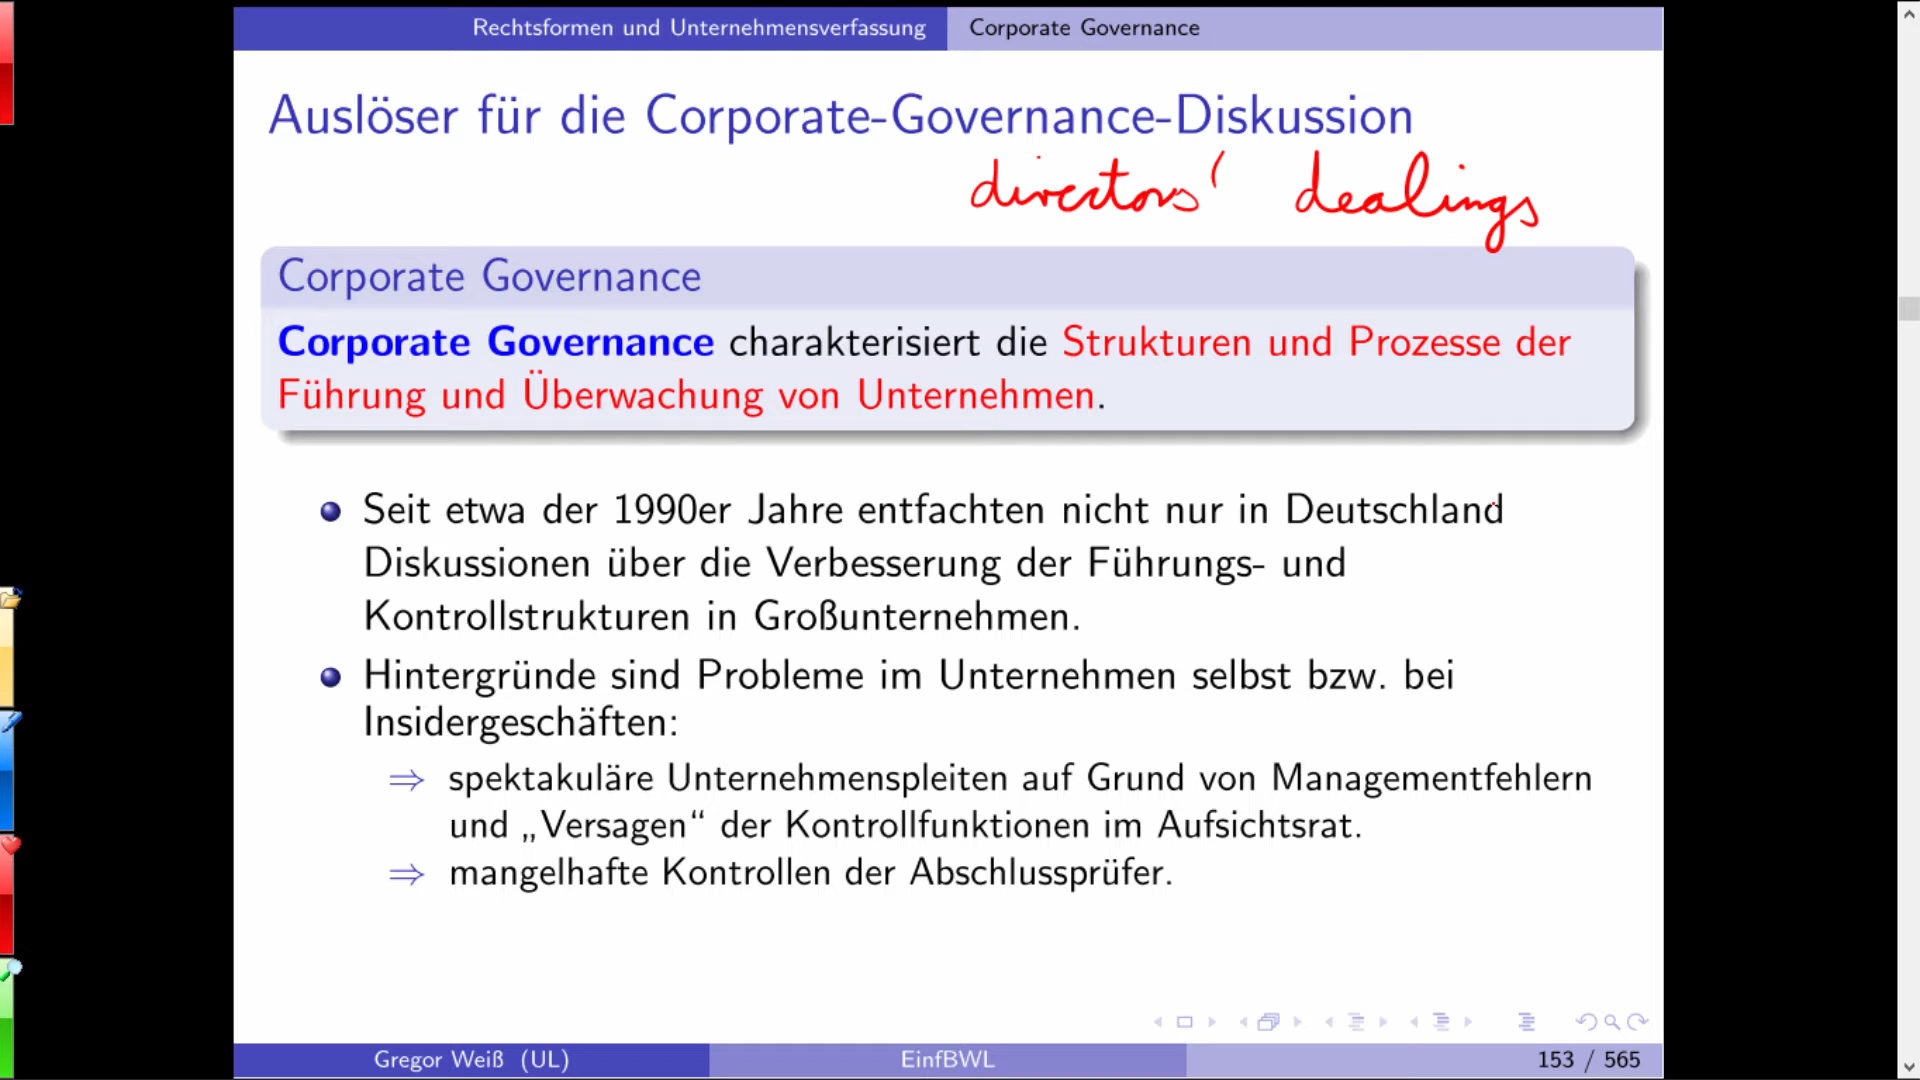 Rechtsformen und Unternehmensverfassung Corporate Governance
Auslöser für die Corporate-Governance-Diskussion
directors' dealings
Corporate Governance
Corporate Governance charakterisiert die Strukturen und Prozesse der
Führung und Überwachung von Unternehmen.
Seit etwa der 1990er Jahre entfachten nicht nur in Deutschland
Diskussionen über die Verbesserung der Führungs- und
Kontrollstrukturen in Großunternehmen.
Hintergründe sind Probleme im Unternehmen selbst bzw. bei
Insidergeschäften:
⇒ spektakuläre Unternehmenspleiten auf Grund von Managementfehlern
und „Versagen“ der Kontrollfunktionen im Aufsichtsrat.
⇒ mangelhafte Kontrollen der Abschlussprüfer.
Gregor Weiß (UL) EinfBWL 153 / 565